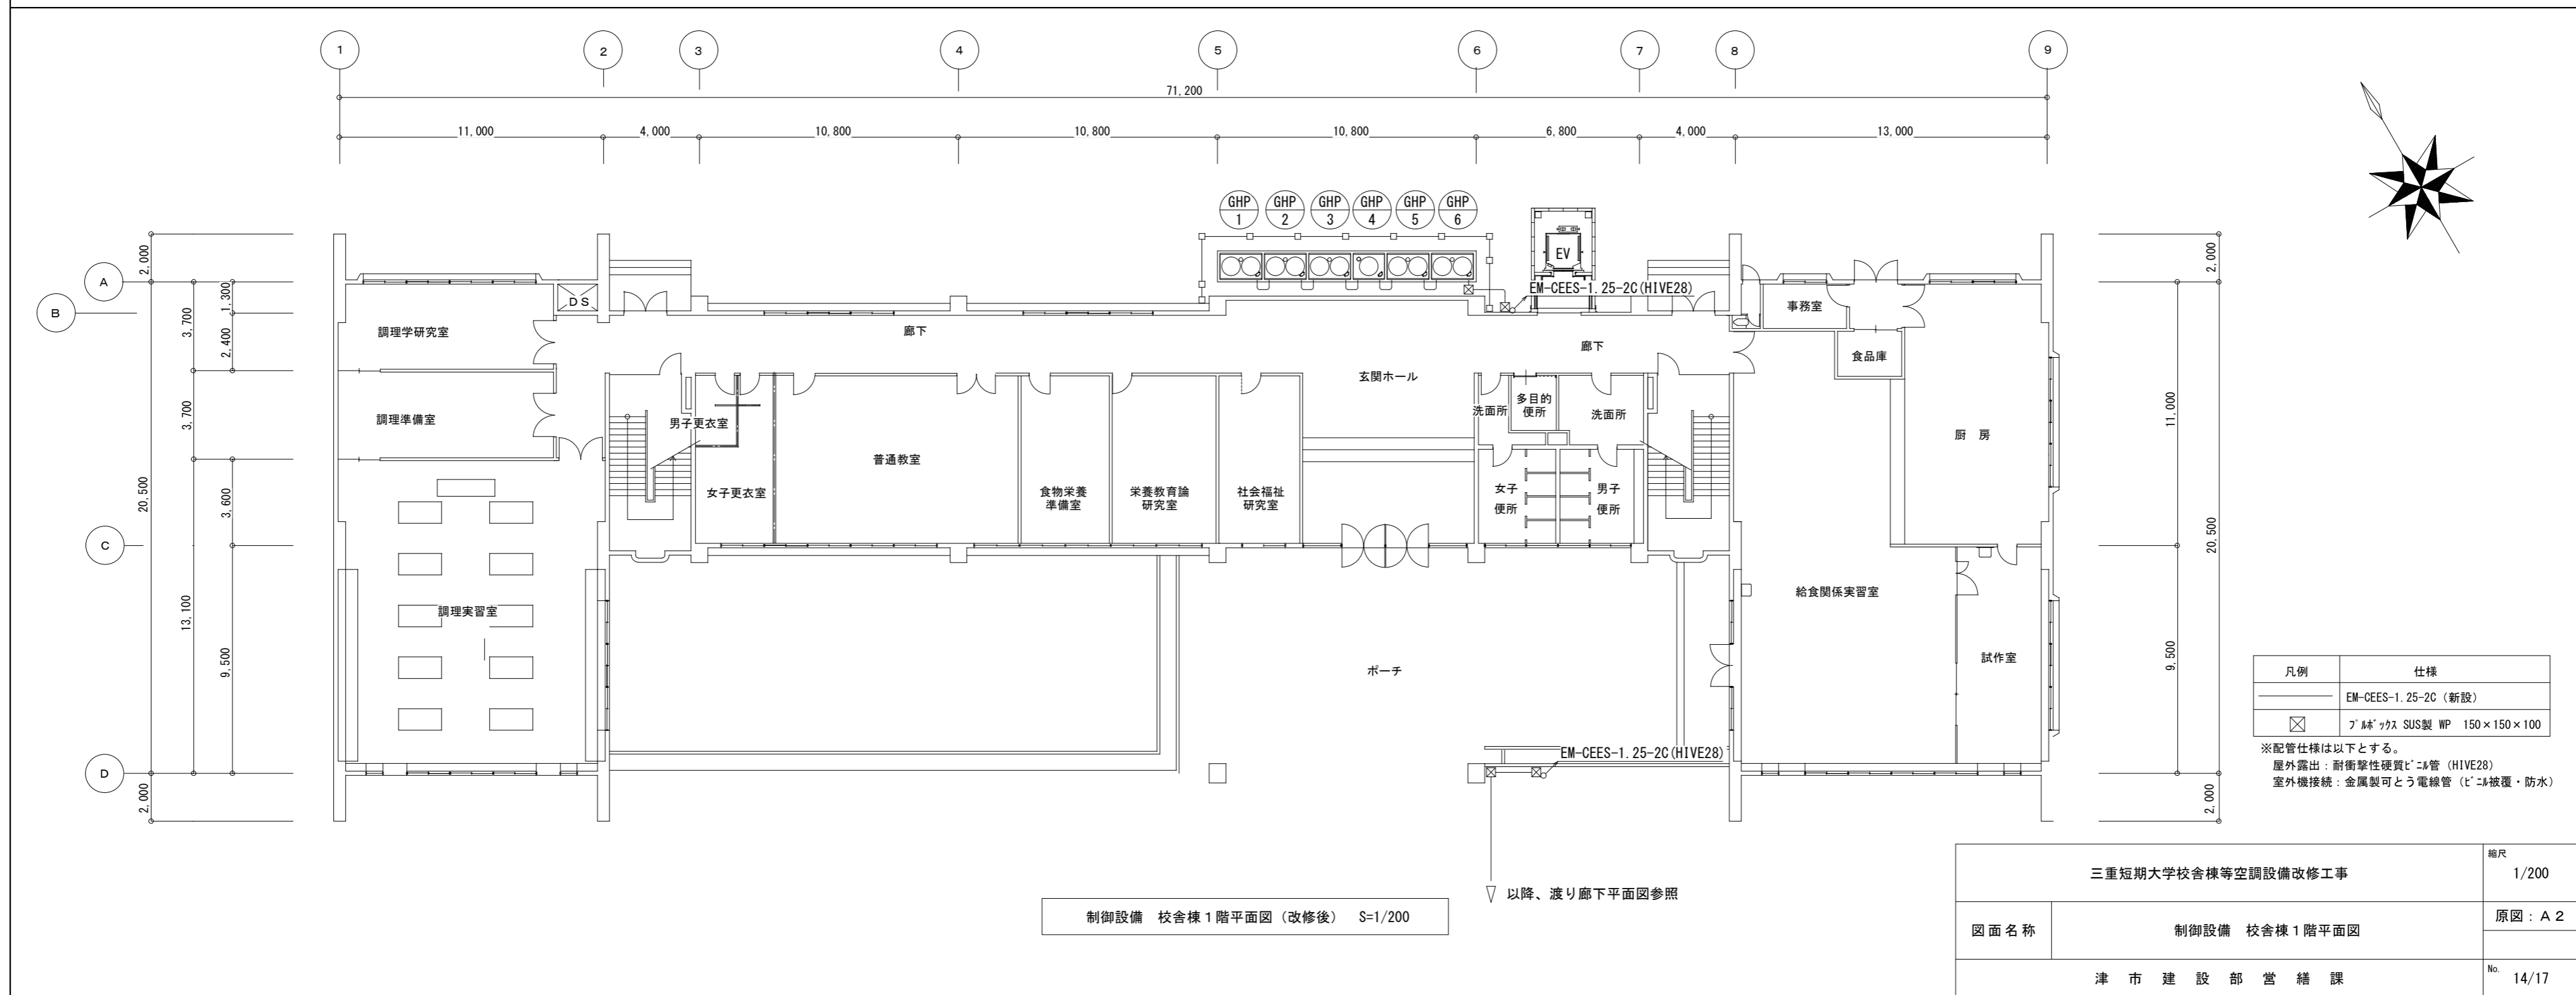 1 2 3 4 5 6 7 8 9
71,200
11,000 4,000 10,800 10,800 10,800 6,800 4,000 13,000
GHP 1 GHP 2 GHP 3 GHP 4 GHP 5 GHP 6
EV
A
B
C
D
2,000
1,300
3,700
2,400
3,700
20,500
3,600
13,100
9,500
2,000
DS
EM-CEES-1.25-2C(HIVE28)
調理学研究室
廊下
廊下
事務室
食品庫
玄関ホール
調理準備室
男子更衣室
洗面所
多目的
便所
洗面所
普通教室
厨 房
女子更衣室
食物栄養
準備室
栄養教育論
研究室
社会福祉
研究室
女子
便所
男子
便所
調理実習室
給食関係実習室
ポーチ
試作室
EM-CEES-1.25-2C(HIVE28)
2,000
11,000
20,500
9,500
2,000
凡例 仕様
EM-CEES-1.25-2C(新設)
プルボックス SUS製 WP 150×150×100
※配管仕様は以下とする。
屋外露出:耐衝撃性硬質ビニル管(HIVE28)
室外機接続:金属製可とう電線管(ビニル被覆・防水)
▽ 以降、渡り廊下平面図参照
制御設備 校舎棟1階平面図(改修後) S=1/200
三重短期大学校舎棟等空調設備改修工事
縮尺
1/200
図面名称 制御設備 校舎棟1階平面図
原図:A2
津市建設部営繕課
No. 14/17